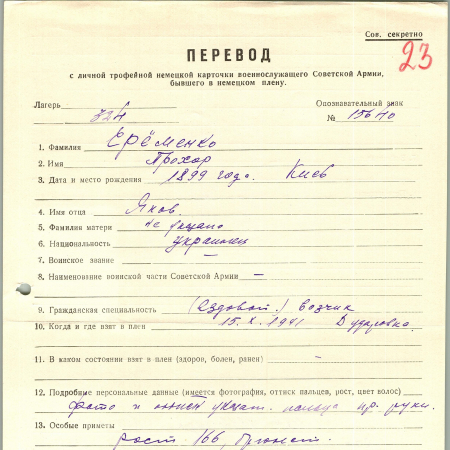 Сов. секретно
23
ПЕРЕВОД
с личной трофейной немецкой карточки военнослужащего Советской Армии,
бывшего в немецком плену.
Лагерь Опознавательный знак
№
1. Фамилия Ерёменко
2. Имя Прохор
3. Дата и место рождения 1899 года. Киев
4. Имя отца Яков.
5. Фамилия матери не указано
6. Национальность украинец
7. Воинское звание —
8. Наименование воинской части Советской Армии —
9. Гражданская специальность (ездовой) возчик
10. Когда и где взят в плен 15.X.1941
11. В каком состоянии взят в плен (здоров, болен, ранен) —
12. Подробные персональные данные (имеется фотография, оттиск пальцев, рост, цвет волос)
фото и оттиск указат. пальца пр. руки.
13. Особые приметы
рост 166, брюнет.